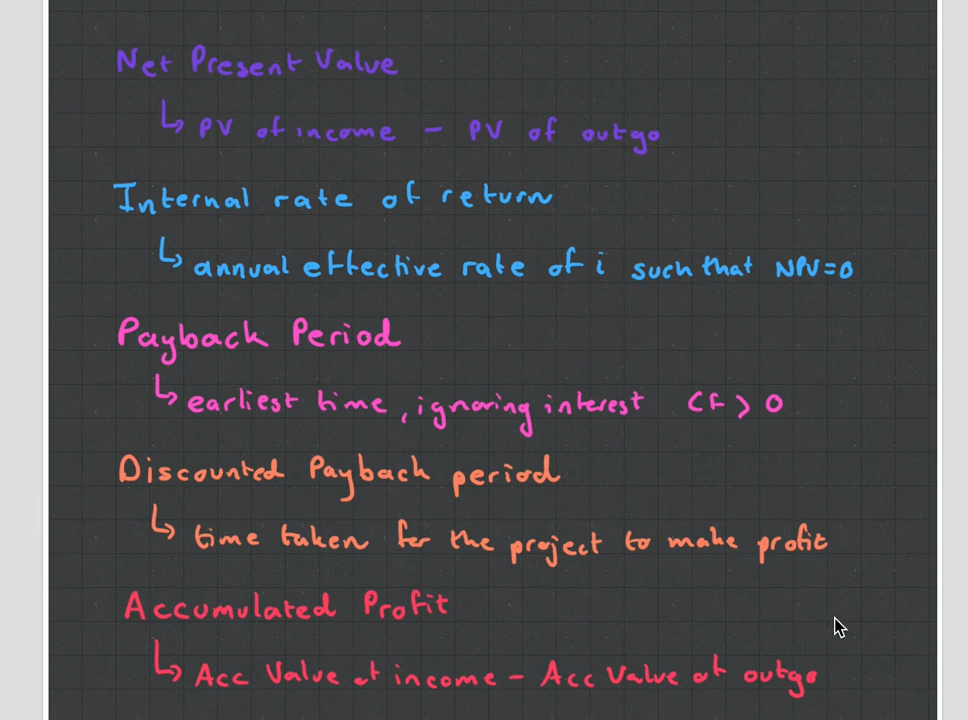 Net Present Value
↳ PV of income - PV of outgo
Internal rate of return
↳ annual effective rate of i such that NPV=0
Payback Period
↳ earliest time, ignoring interest CF > 0
Discounted Payback period
↳ time taken for the project to make profit
Accumulated Profit
↳ Acc Value of income - Acc Value of outgo